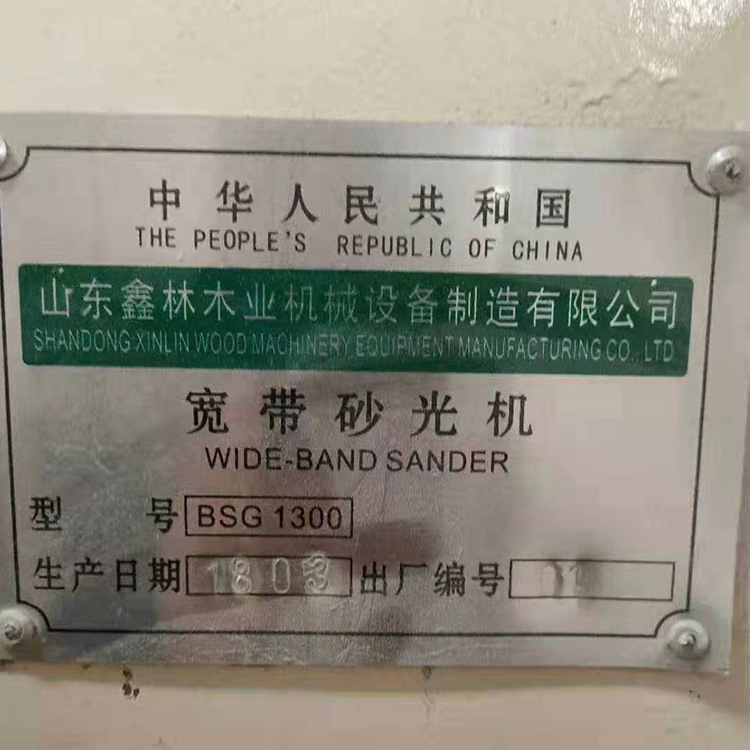 中华人民共和国
THE PEOPLE'S REPUBLIC OF CHINA
山东鑫林木业机械设备制造有限公司
SHANDONG XINLIN WOOD MACHINERY EQUIPMENT MANUFACTURING CO., LTD
宽带砂光机
WIDE-BAND SANDER
型号 BSG 1300
生产日期 1803 出厂编号